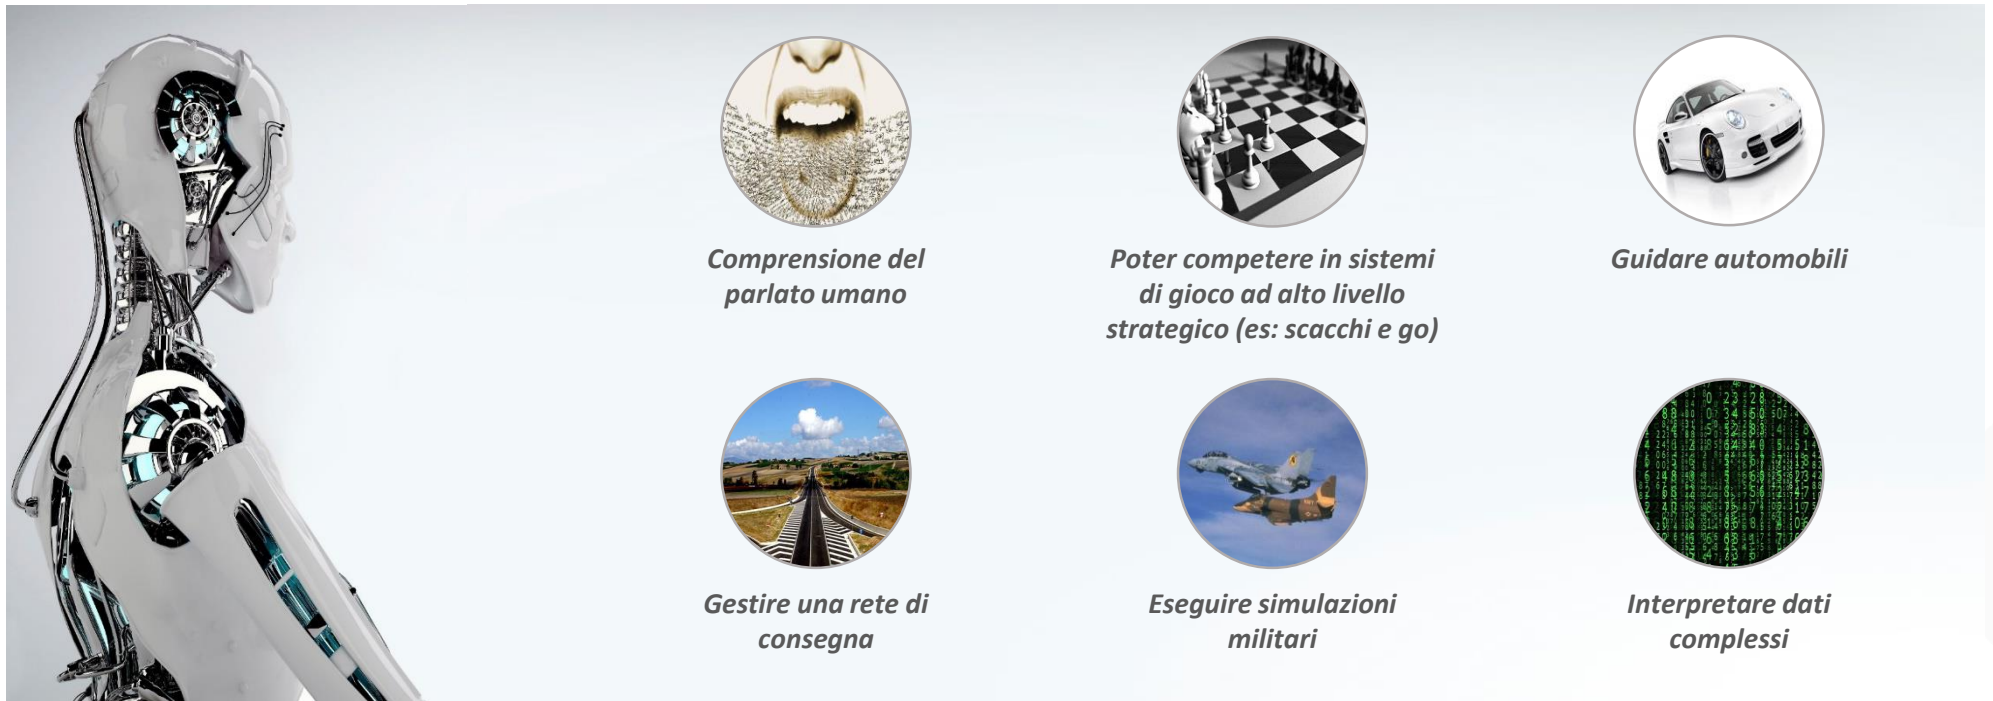 Comprensione del
parlato umano
Poter competere in sistemi
di gioco ad alto livello
strategico (es: scacchi e go)
Guidare automobili
Gestire una rete di
consegna
Eseguire simulazioni
militari
Interpretare dati
complessi